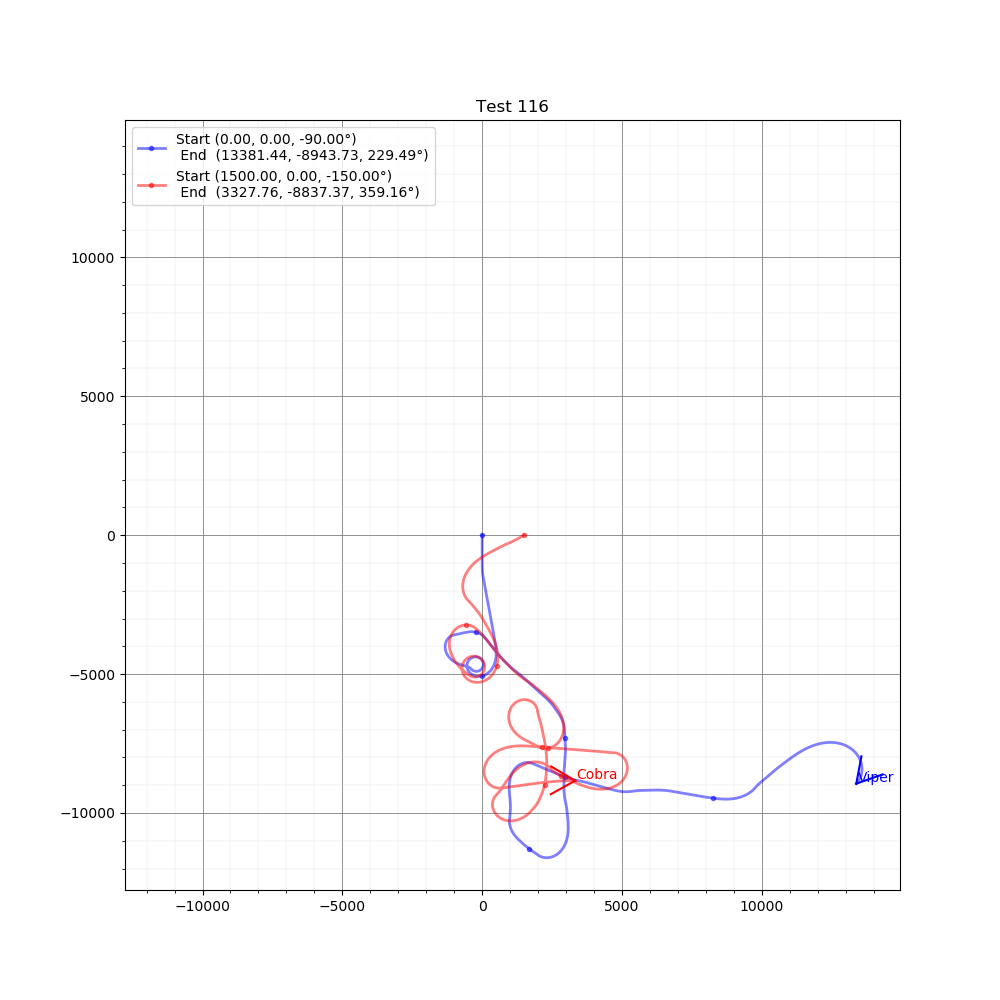 Test 116
Start (0.00, 0.00, -90.00°)
End (13381.44, -8943.73, 229.49°)
Start (1500.00, 0.00, -150.00°)
End (3327.76, -8837.37, 359.16°)
10000
5000
0
−5000
−10000
Cobra
Viper
−10000
−5000
0
5000
10000